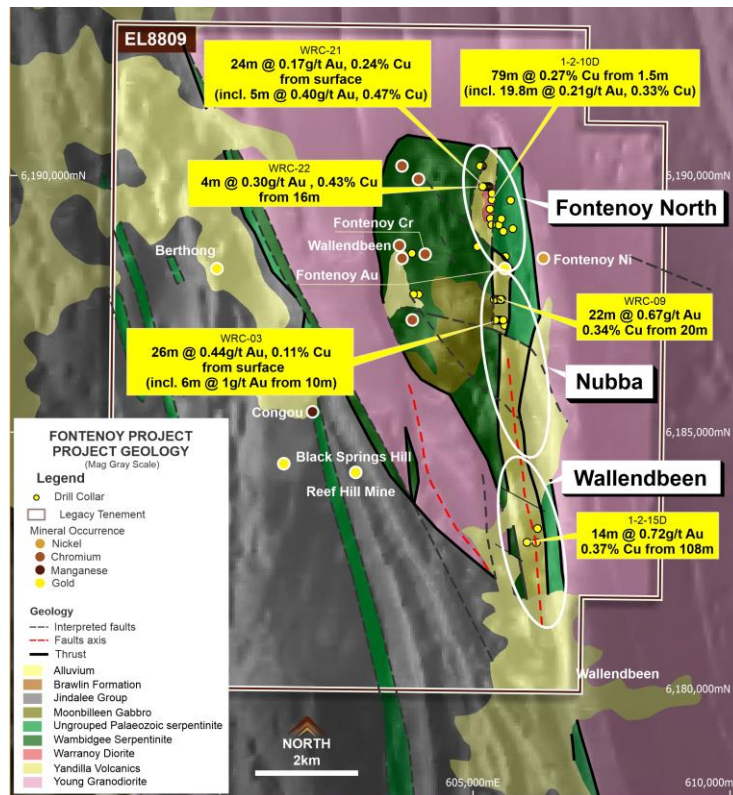 EL8809
WRC-21
24m @ 0.17g/t Au, 0.24% Cu
from surface
(incl. 5m @ 0.40g/t Au, 0.47% Cu)
1-2-10D
79m @ 0.27% Cu from 1.5m
(incl. 19.8m @ 0.21g/t Au, 0.33% Cu)
6,190,000mN
6,190,000mN
WRC-22
4m @ 0.30g/t Au , 0.43% Cu
from 16m
Fontenoy North
Fontenoy Cr
Wallendbeen
Berthong
Fontenoy Au
Fontenoy Ni
WRC-09
22m @ 0.67g/t Au
0.34% Cu from 20m
WRC-03
26m @ 0.44g/t Au, 0.11% Cu
from surface
(incl. 6m @ 1g/t Au from 10m)
Nubba
Congou
6,185,000mN
Black Springs Hill
Reef Hill Mine
Wallendbeen
1-2-15D
14m @ 0.72g/t Au
0.37% Cu from 108m
FONTENOY PROJECT
PROJECT GEOLOGY
(Mag Gray Scale)
Legend
Drill Collar
Legacy Tenement
Mineral Occurrence
Nickel
Chromium
Manganese
Gold
Geology
Interpreted faults
Faults axis
Thrust
Alluvium
Brawlin Formation
Jindalee Group
Moonbilleen Gabbro
Ungrouped Palaeozoic serpentinite
Wambidgee Serpentinite
Warranoy Diorite
Yandilla Volcanics
Young Granodiorite
Wallendbeen
6,180,000mN
NORTH
2km
605,000mE
610,000m